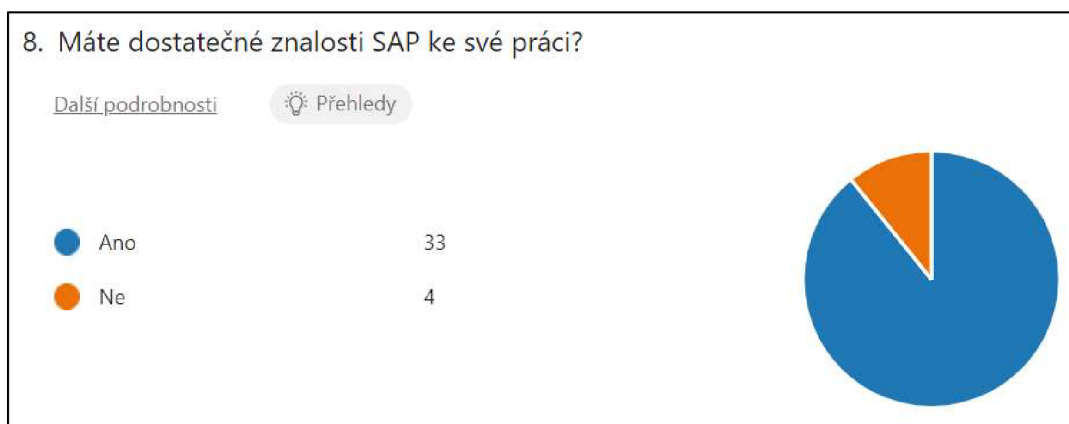 8. Máte dostatečné znalosti SAP ke své práci?
Další podrobnosti Přehledy
Ano 33
Ne 4